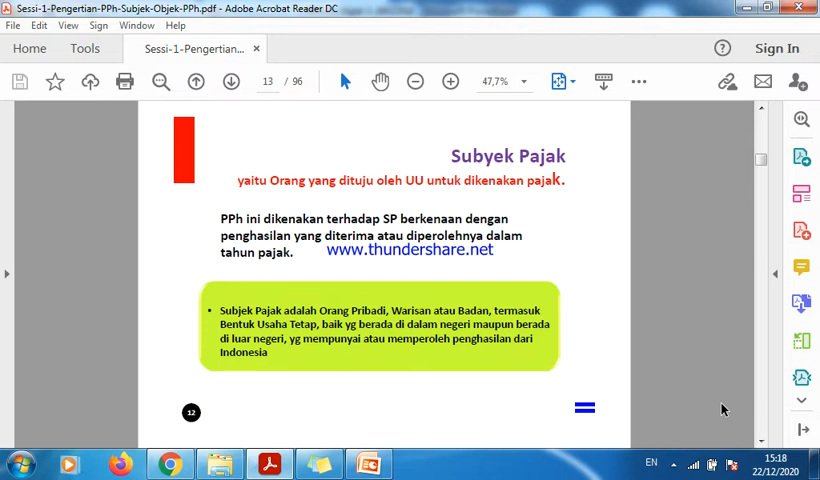 Sessi-1-Pengertian-PPh-Subjek-Objek-PPh.pdf - Adobe Acrobat Reader DC
File Edit View Sign Window Help
Home Tools Sessi-1-Pengertian... × Sign In
13 / 96 47,7%
Subyek Pajak
yaitu Orang yang dituju oleh UU untuk dikenakan pajak.
PPh ini dikenakan terhadap SP berkenaan dengan
penghasilan yang diterima atau diperolehnya dalam
tahun pajak.
www.thundershare.net
• Subjek Pajak adalah Orang Pribadi, Warisan atau Badan, termasuk
Bentuk Usaha Tetap, baik yg berada di dalam negeri maupun berada
di luar negeri, yg mempunyai atau memperoleh penghasilan dari
Indonesia
12
EN
15:18
22/12/2020